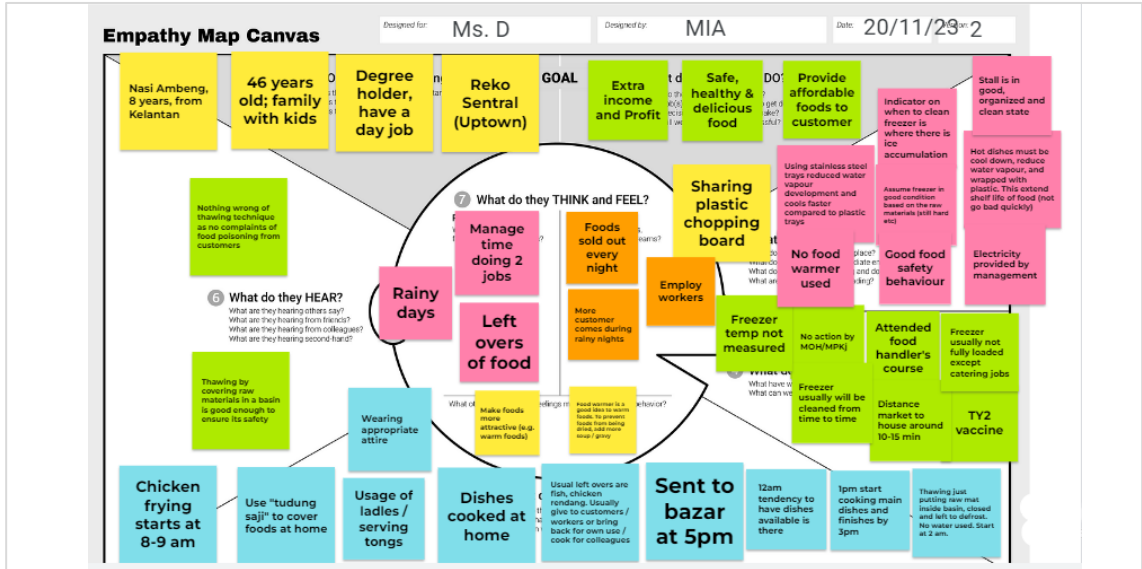 Empathy Map Canvas
Designed for:
Ms. D
Designed by:
MIA
Date:
20/11/23
2
Nasi Ambeng,
8 years, from
Kelantan
46 years
old; family
with kids
Degree
holder,
have a
day job
Reko
Sentral
(Uptown)
GOAL
DO?
Extra
income
and Profit
Safe,
healthy &
delicious
food
Provide
affordable
foods to
customer
Indicator on
when to clean
freezer is
where there is
ice
accumulation
Stall is in
good,
organized and
clean state
Using stainless steel
trays reduced water
vapour
development and
cools faster
compared to plastic
trays
Assume freezer in
good condition
based on the raw
materials (still hard
etc)
Hot dishes must be
cool down, reduce
water vapour, and
wrapped with
plastic. This extend
shelf life of food (not
go bad quickly)
No food
warmer
used
Good food
safety
behaviour
Electricity
provided by
management
Sharing
plastic
chopping
board
Nothing wrong of
thawing technique
as no complaints of
food poisoning from
customers
6 What do they HEAR?
What are they hearing others say?
What are they hearing from friends?
What are they hearing from colleagues?
What are they hearing second-hand?
Thawing by
covering raw
materials in a basin
is good enough to
ensure its safety
7 What do they THINK and FEEL?
Manage
time
doing 2
jobs
Foods
sold out
every
night
Rainy
days
Left
overs
of food
More
customer
comes during
rainy nights
Employ
workers
Make foods
more
attractive (e.g.
warm foods)
Food warmer is a
good idea to warm
foods. To prevent
foods from being
dried, add more
soup / gravy
What
behavior?
Freezer
temp not
measured
No action by
MOH/MPKj
Attended
food
handler's
course
Freezer
usually not
fully loaded
except
catering jobs
What have
What can we
Freezer
usually will be
cleaned from
time to time
Distance
market to
house around
10-15 min
TY2
vaccine
Wearing
appropriate
attire
Chicken
frying
starts at
8-9 am
Use "tudung
saji" to cover
foods at home
Usage of
ladles /
serving
tongs
Dishes
cooked at
home
Usual left overs are
fish, chicken
rendang. Usually
give to customers /
workers or bring
back for own use /
cook for colleagues
Sent to
bazar
at 5pm
12am
tendency to
have dishes
available is
there
1pm start
cooking main
dishes and
finishes by
3pm
Thawing just
putting raw mat
inside basin, closed
and left to defrost.
No water used. Start
at 2 am.